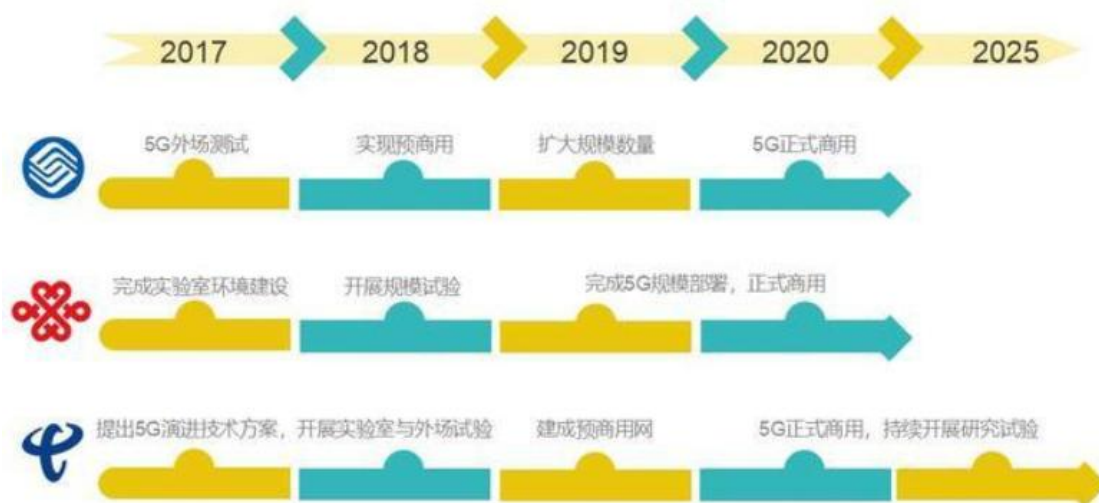 2017 2018 2019 2020 2025
5G外场测试 实现预商用 扩大规模数量 5G正式商用
完成实验室环境建设 开展规模试验 完成5G规模部署，正式商用
提出5G演进技术方案，开展实验室与外场试验 建成预商用网 5G正式商用，持续开展研究试验